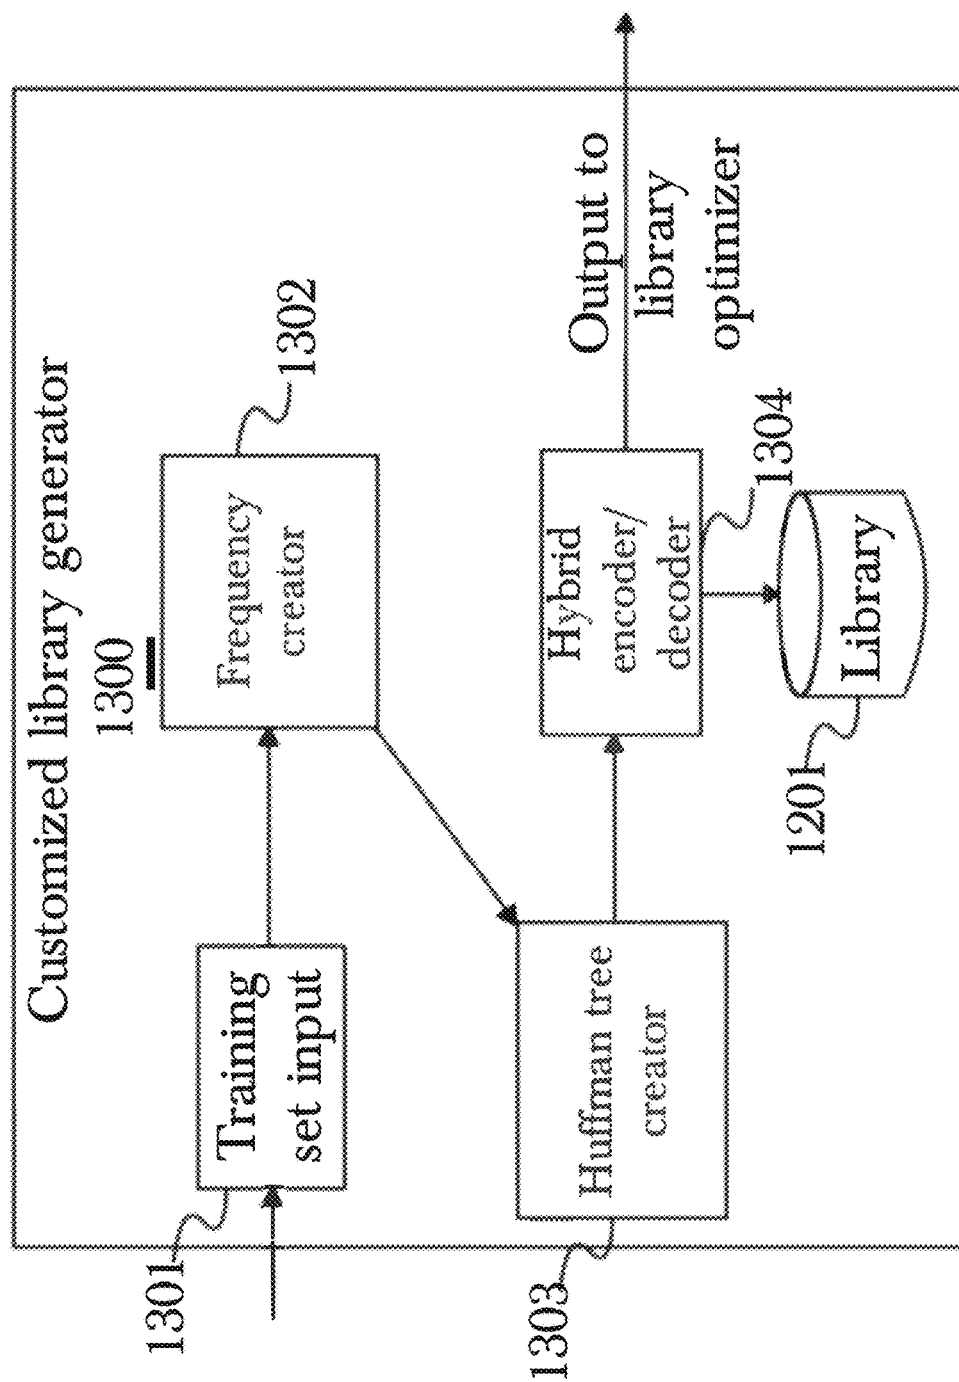 Customized library generator
1300
1301
Training
set input
Frequency
creator
1302
1303
Huffman tree
creator
Hybrid
encoder/
decoder
1304
Output to
library
optimizer
1201
Library